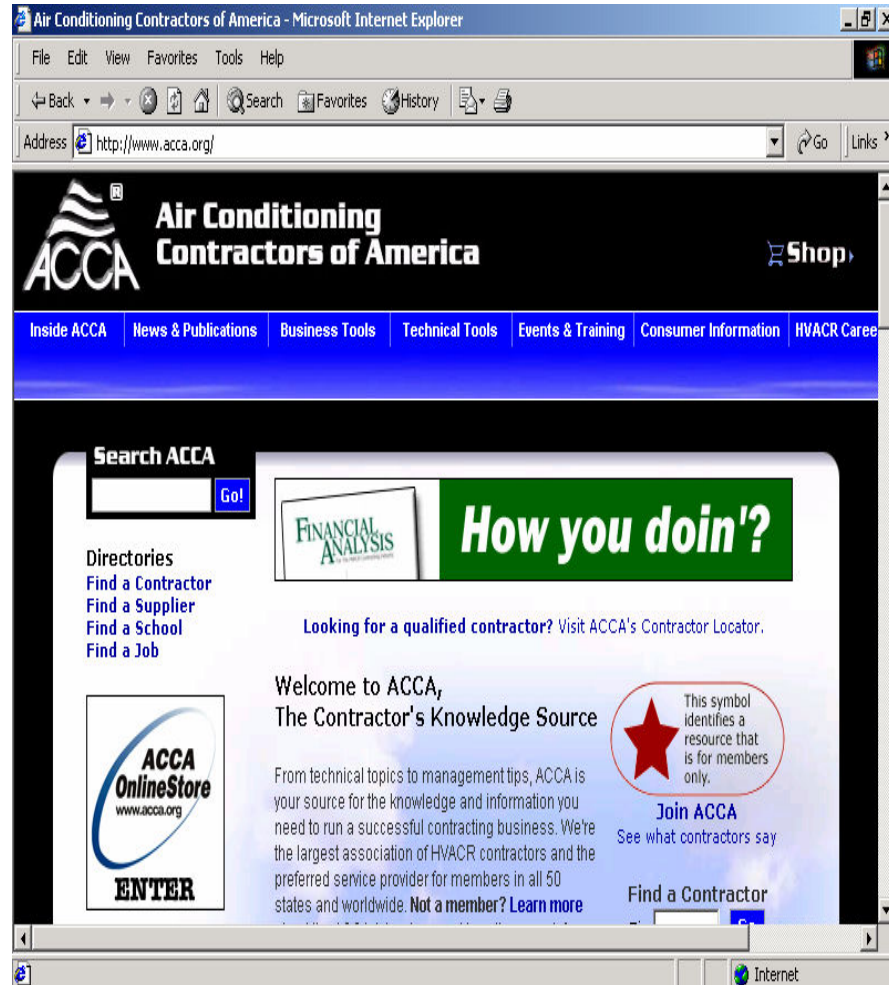 Air Conditioning Contractors of America - Microsoft Internet Explorer
File Edit View Favorites Tools Help
Back Search Favorites History
Address http://www.acca.org/ Go Links
ACCA ®
Air Conditioning
Contractors of America
Shop
Inside ACCA News & Publications Business Tools Technical Tools Events & Training Consumer Information HVACR Caree
Search ACCA
Go!
Directories
Find a Contractor
Find a Supplier
Find a School
Find a Job
ACCA
OnlineStore
www.acca.org
ENTER
FINANCIAL
ANALYSIS
How you doin'?
Looking for a qualified contractor? Visit ACCA's Contractor Locator.
Welcome to ACCA,
The Contractor's Knowledge Source
From technical topics to management tips, ACCA is
your source for the knowledge and information you
need to run a successful contracting business. We're
the largest association of HVACR contractors and the
preferred service provider for members in all 50
states and worldwide. Not a member? Learn more
This symbol
identifies a
resource that
is for members
only.
Join ACCA
See what contractors say
Find a Contractor
Internet